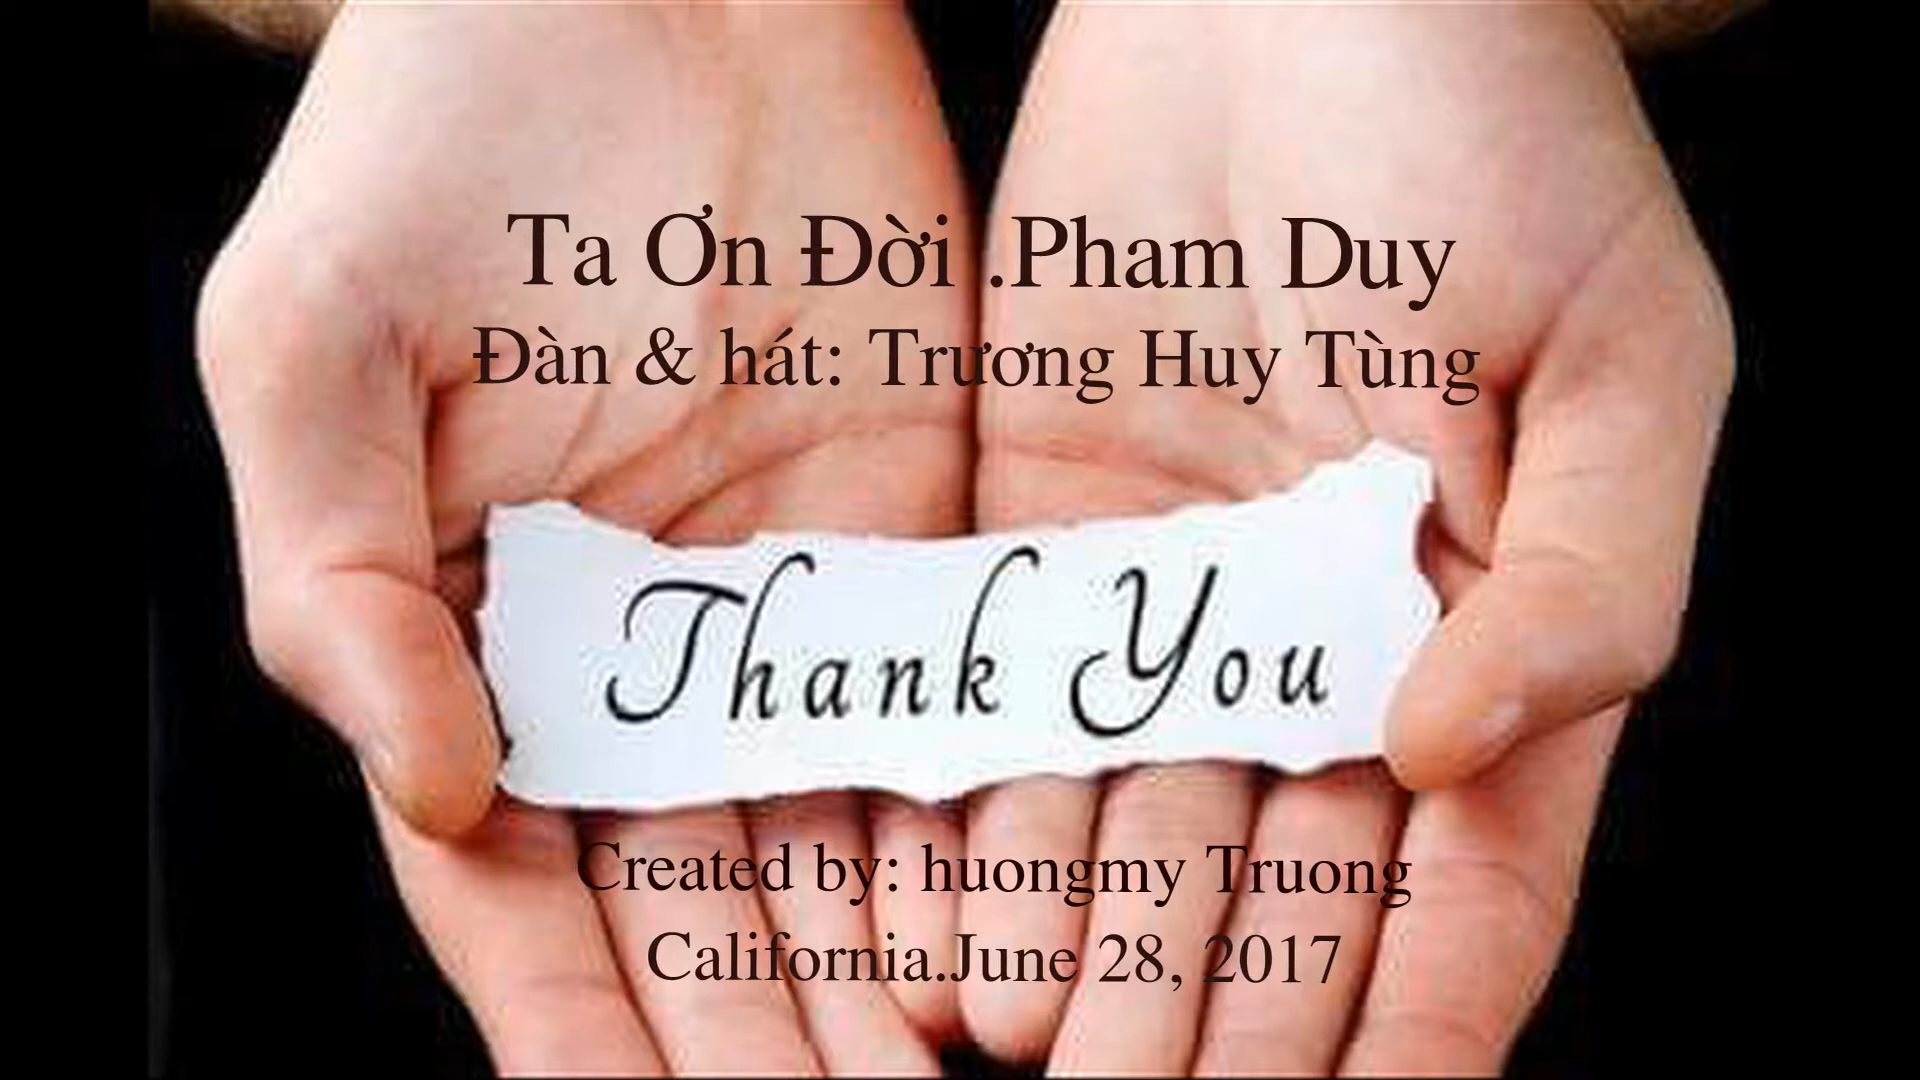 Ta Ơn Đời .Pham Duy
Đàn & hát: Trương Huy Tùng
Thank You
Created by: huongmy Truong
California.June 28, 2017